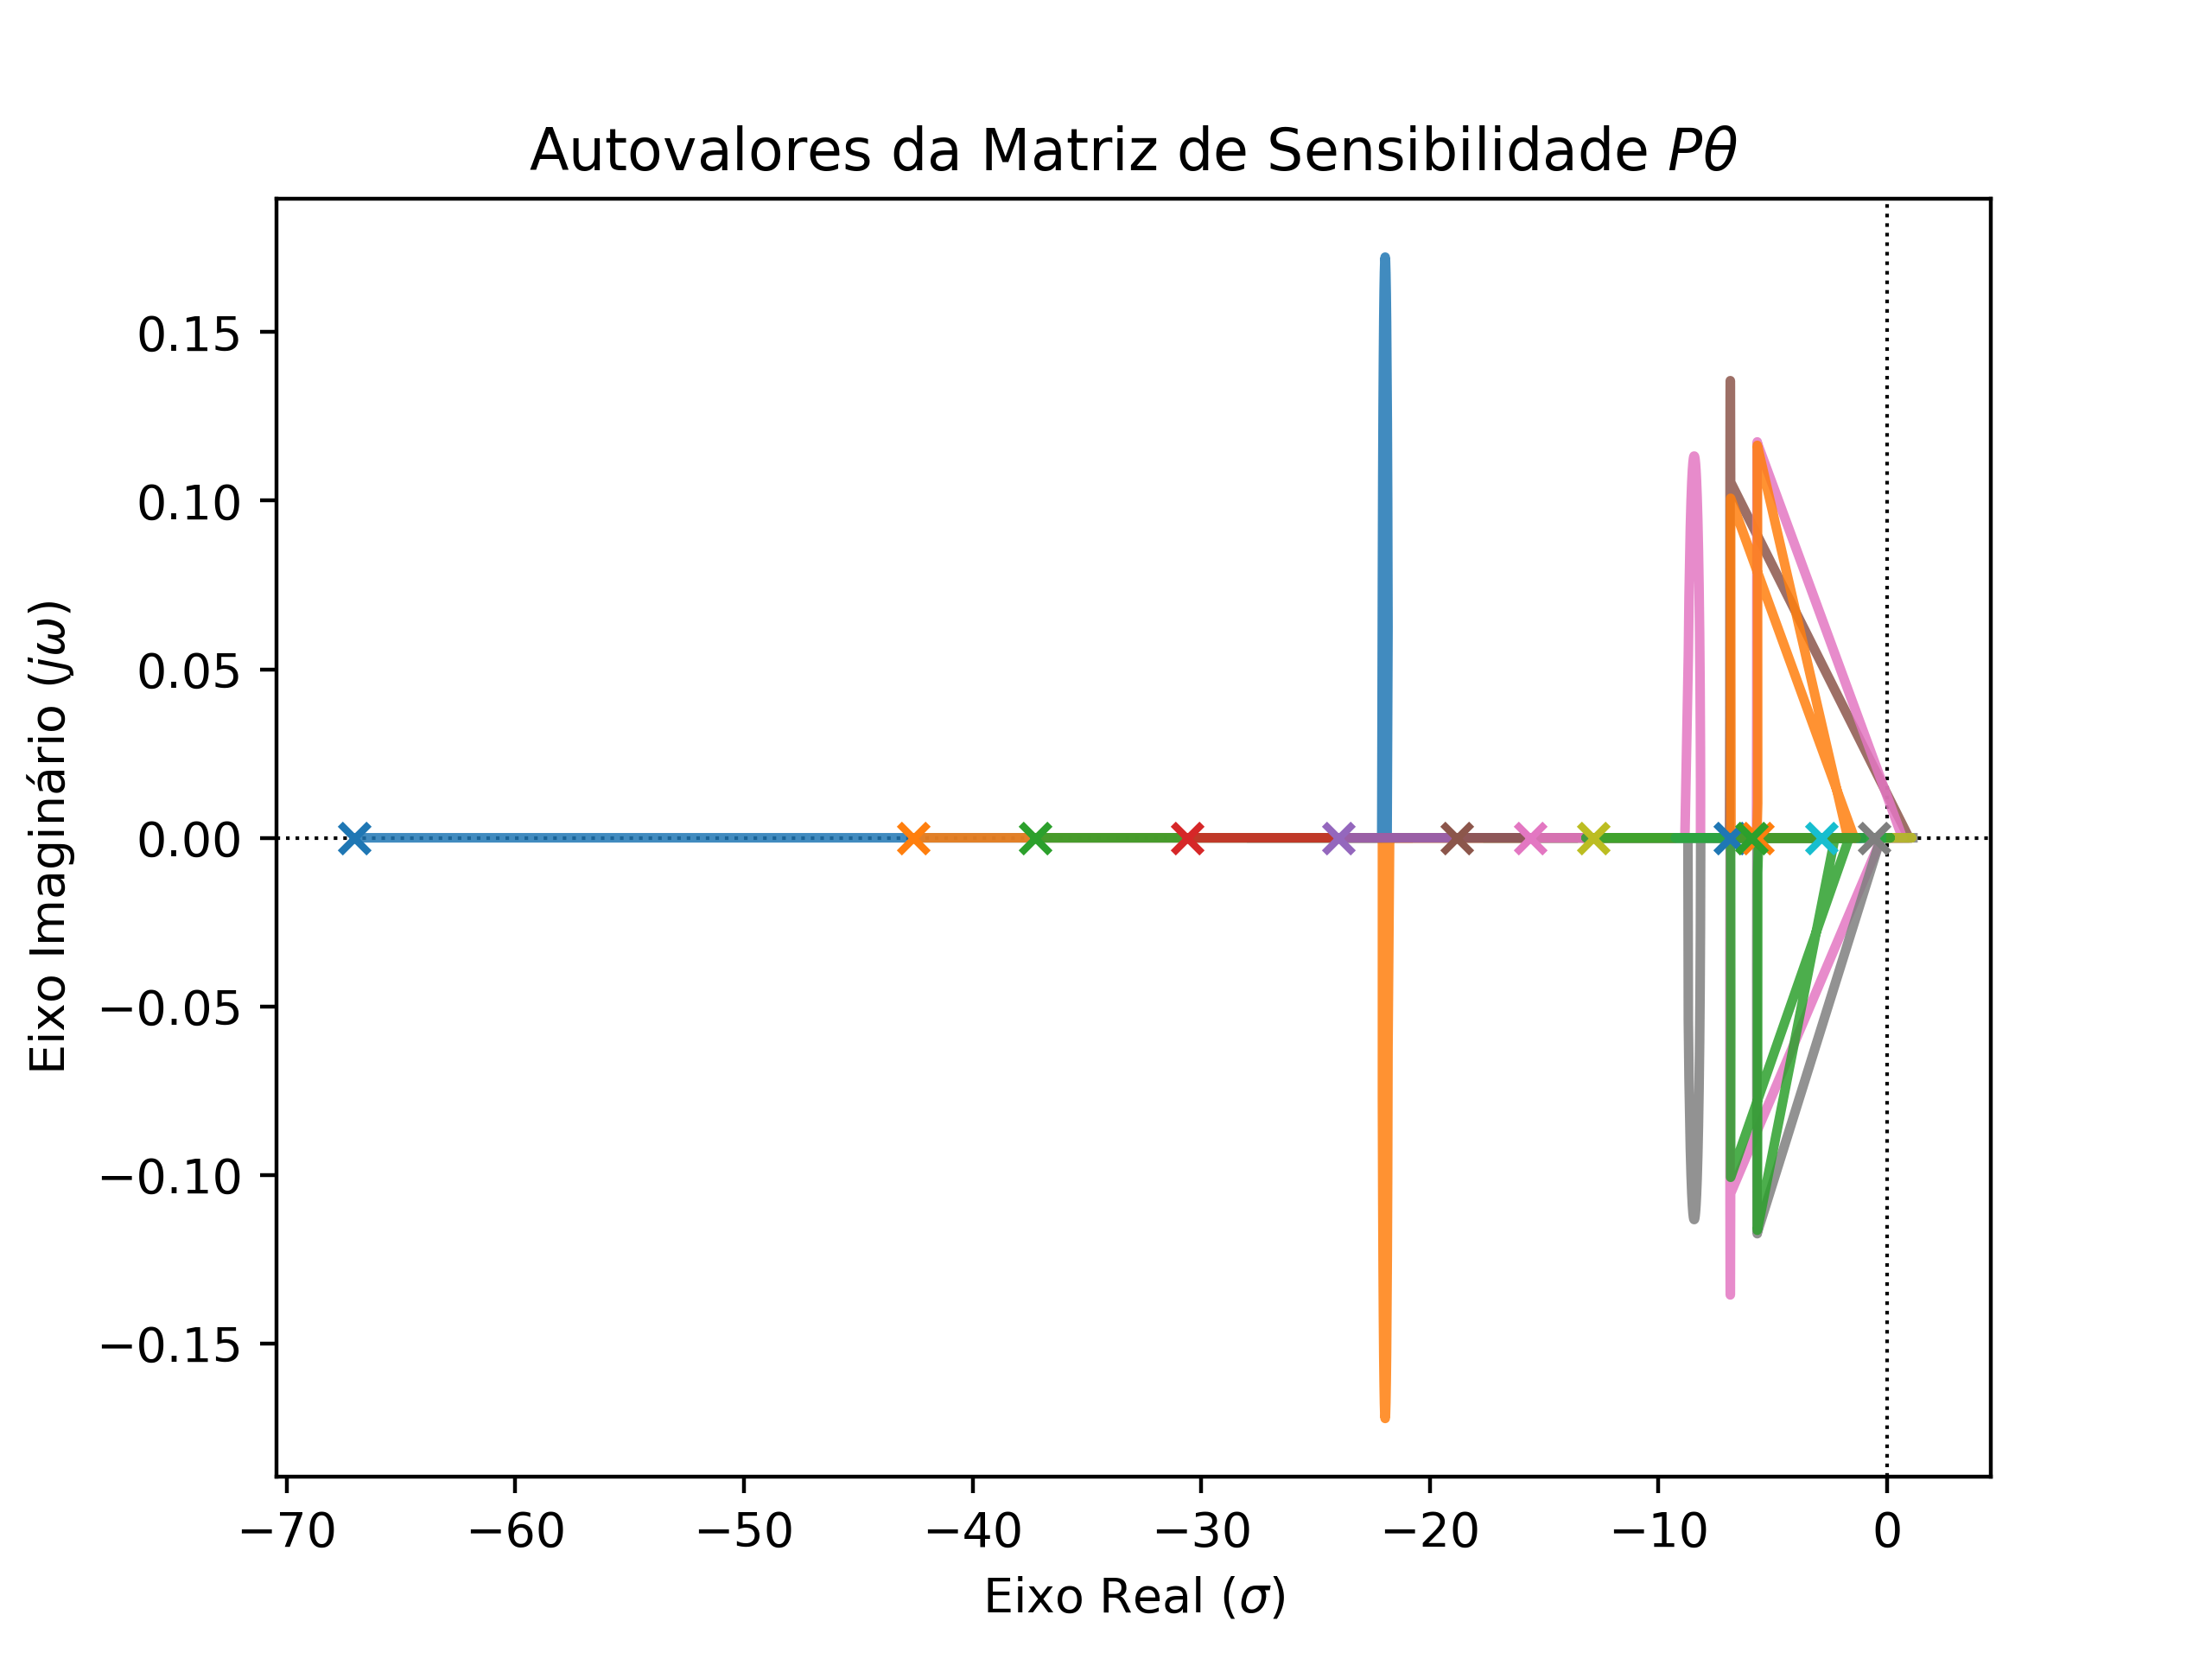 Autovalores da Matriz de Sensibilidade Pθ
0.15
0.10
0.05
0.00
−0.05
−0.10
−0.15
Eixo Imaginário (jω)
−70 −60 −50 −40 −30 −20 −10 0
Eixo Real (σ)